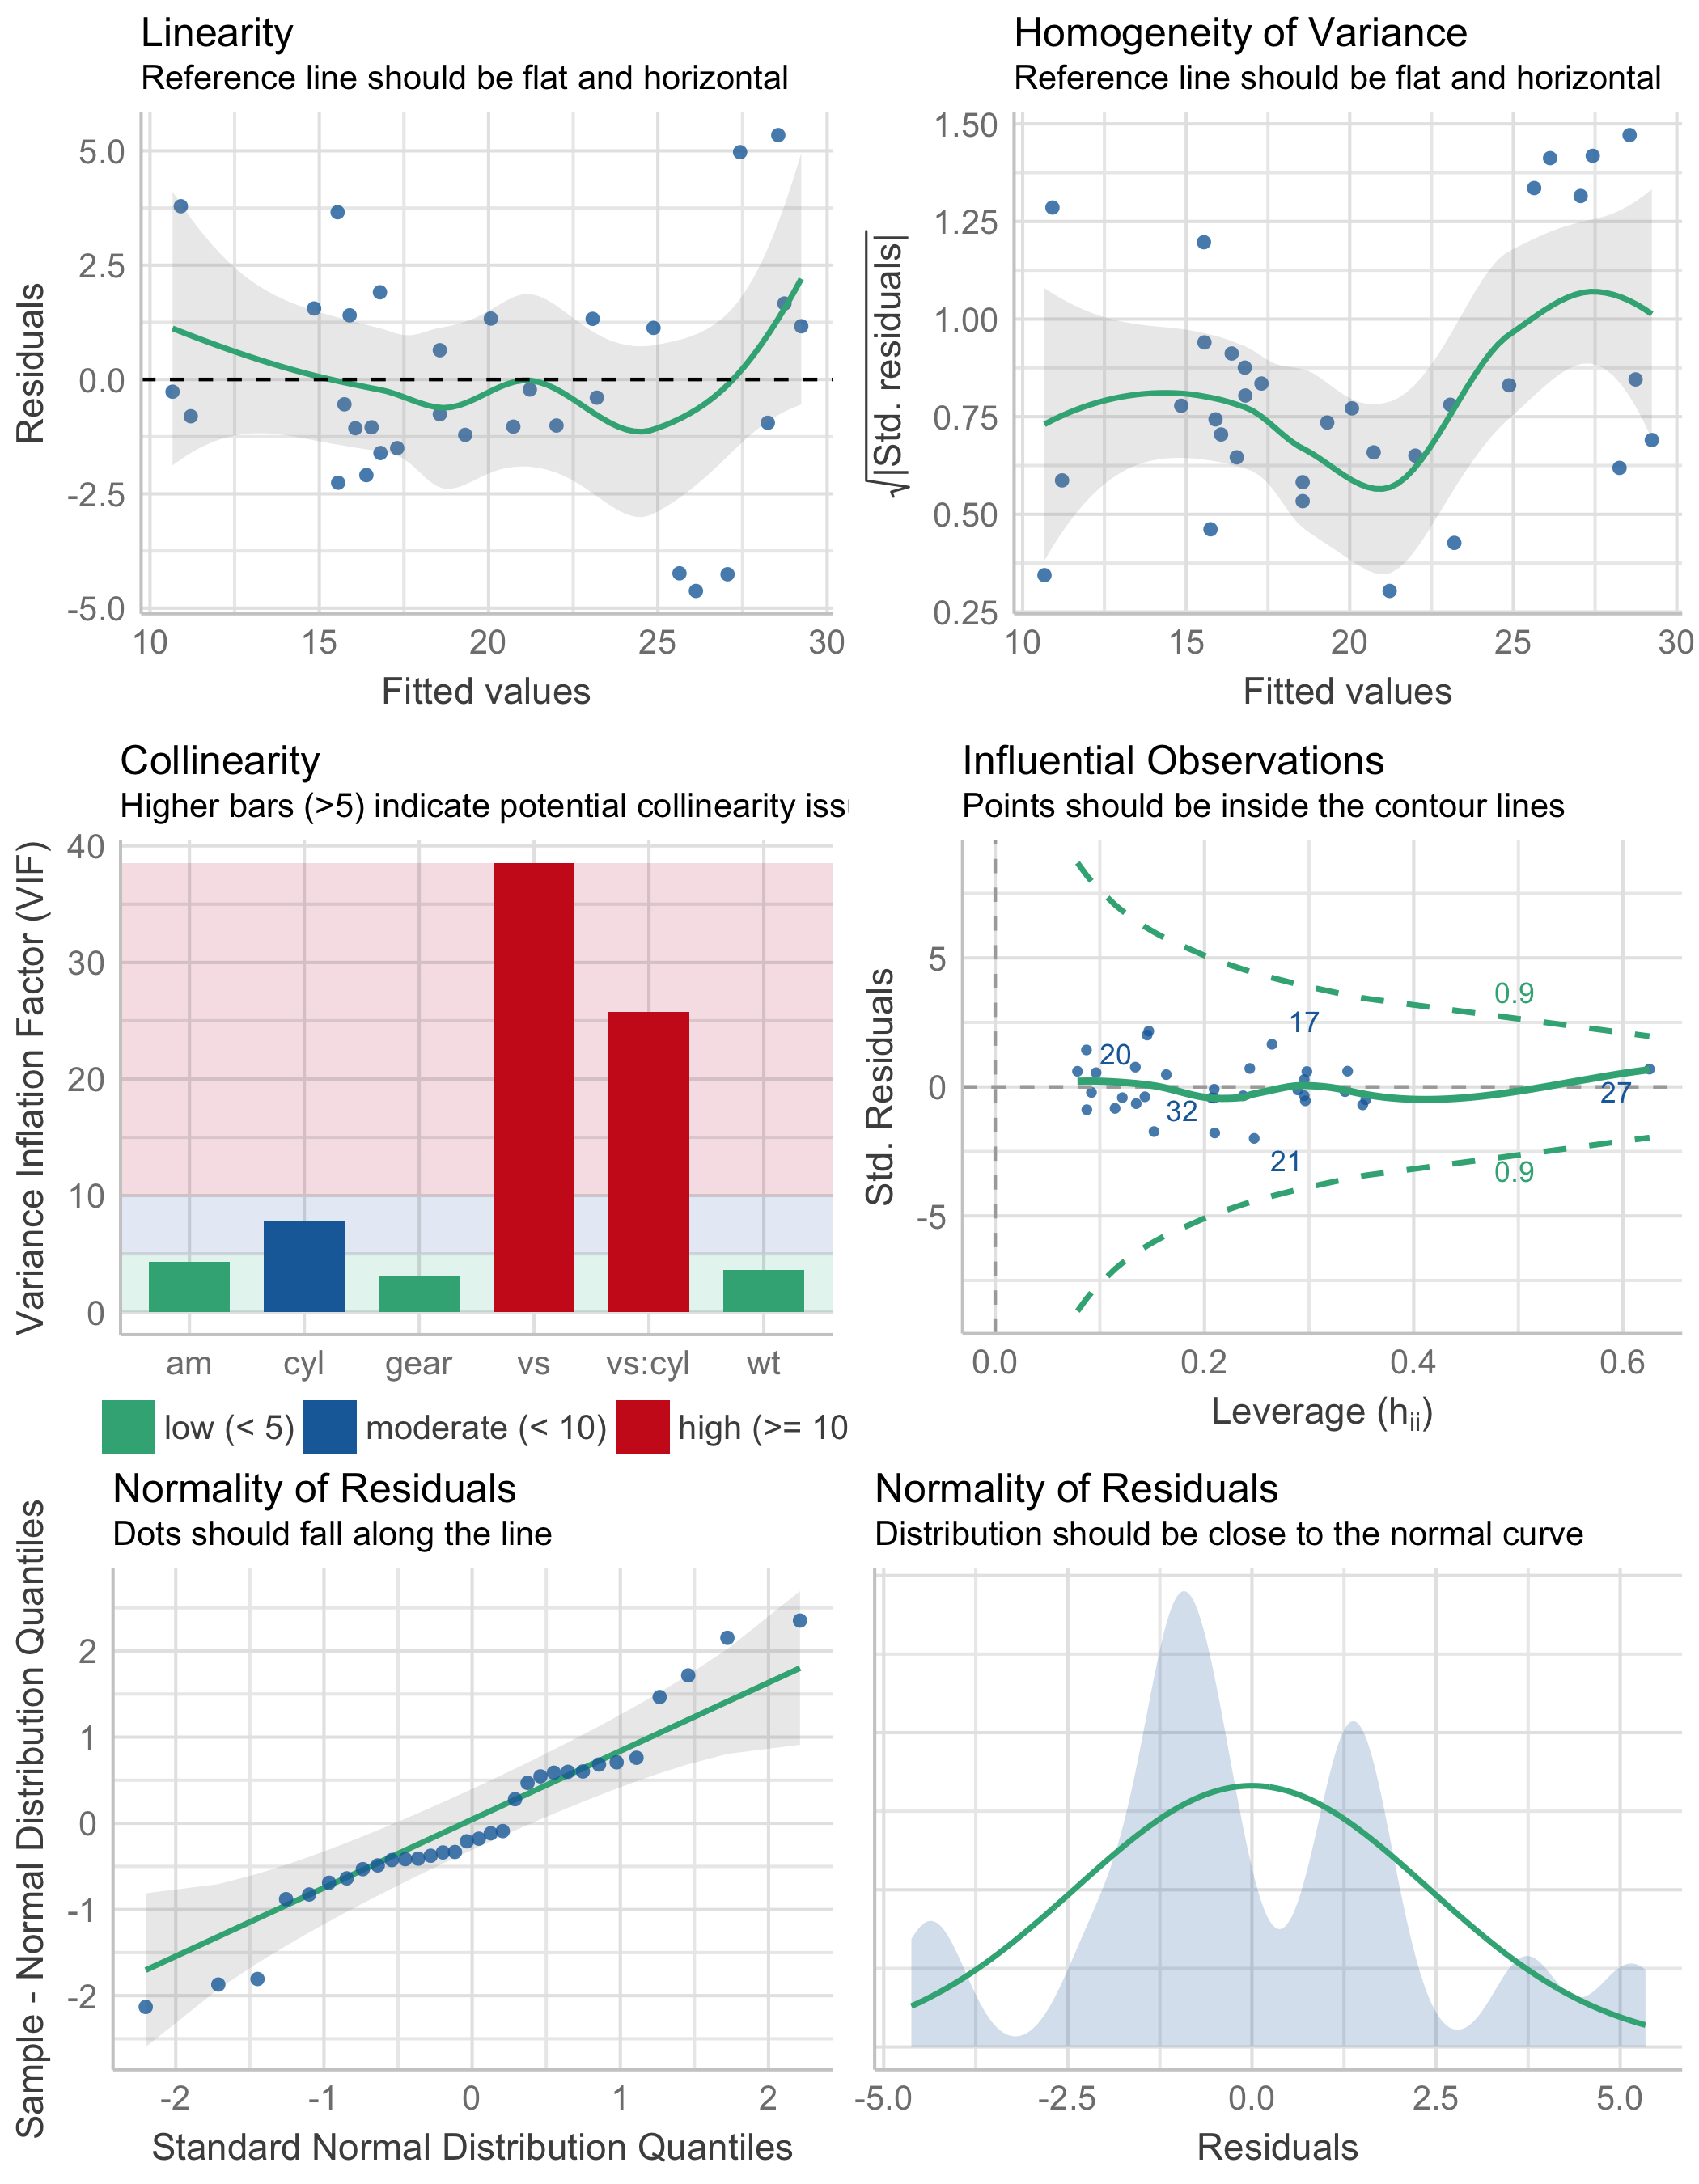 Linearity
Reference line should be flat and horizontal
Residuals
5.0
2.5
0.0
-2.5
-5.0
10 15 20 25 30
Fitted values
Homogeneity of Variance
Reference line should be flat and horizontal
√|Std. residuals|
1.50
1.25
1.00
0.75
0.50
0.25
10 15 20 25 30
Fitted values
Collinearity
Higher bars (>5) indicate potential collinearity issu
Variance Inflation Factor (VIF)
40
30
20
10
0
am cyl gear vs vs:cyl wt
low (< 5) moderate (< 10) high (>= 10
Influential Observations
Points should be inside the contour lines
Std. Residuals
5
0
-5
0.9
17
20
32
27
21
0.9
0.0 0.2 0.4 0.6
Leverage (hii)
Normality of Residuals
Dots should fall along the line
Sample - Normal Distribution Quantiles
2
1
0
-1
-2
-2 -1 0 1 2
Standard Normal Distribution Quantiles
Normality of Residuals
Distribution should be close to the normal curve
-5.0 -2.5 0.0 2.5 5.0
Residuals